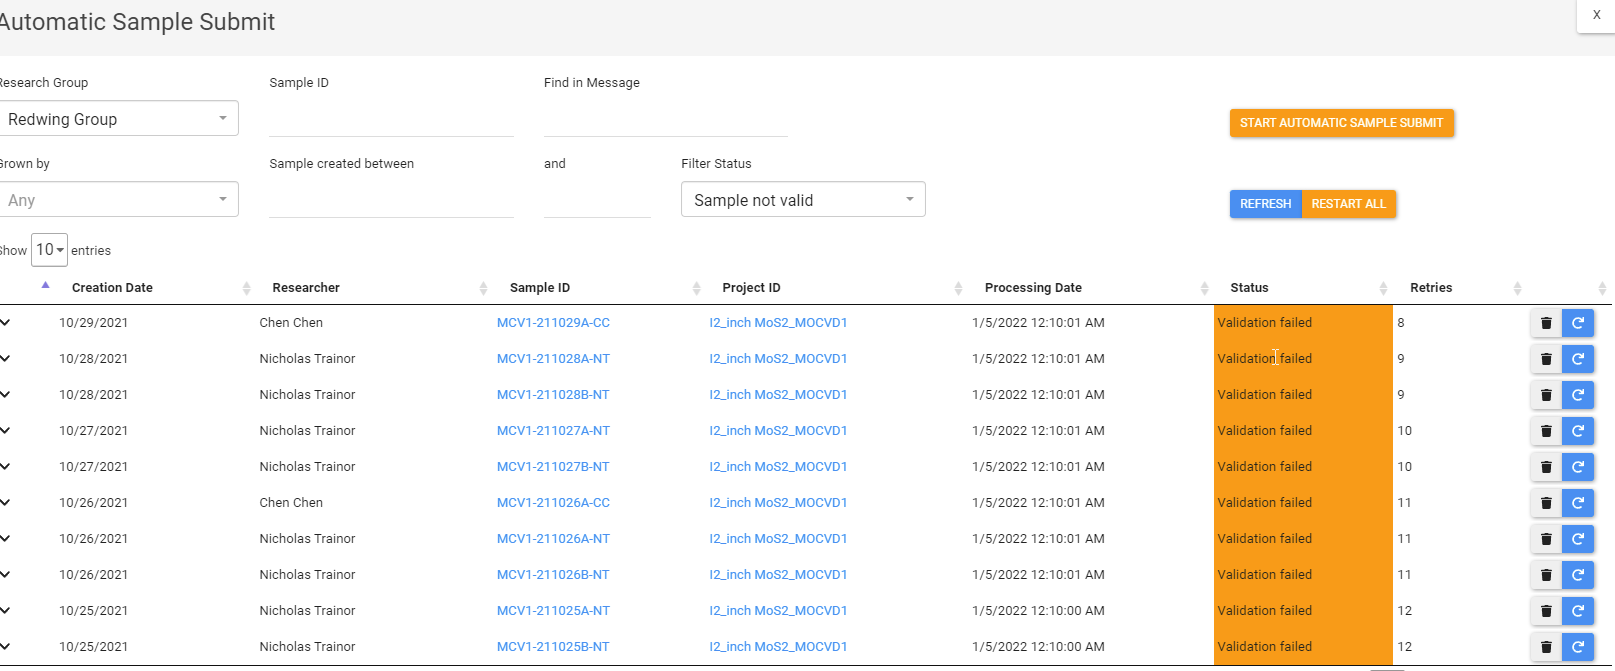 Automatic Sample Submit
X
Research Group
Sample ID
Find in Message
Redwing Group
START AUTOMATIC SAMPLE SUBMIT
Grown by
Sample created between
and
Filter Status
Any
Sample not valid
REFRESH
RESTART ALL
Show 10 entries
Creation Date Researcher Sample ID Project ID Processing Date Status Retries
10/29/2021 Chen Chen MCV1-211029A-CC I2_inch MoS2_MOCVD1 1/5/2022 12:10:01 AM Validation failed 8
10/28/2021 Nicholas Trainor MCV1-211028A-NT I2_inch MoS2_MOCVD1 1/5/2022 12:10:01 AM Validation failed 9
10/28/2021 Nicholas Trainor MCV1-211028B-NT I2_inch MoS2_MOCVD1 1/5/2022 12:10:01 AM Validation failed 9
10/27/2021 Nicholas Trainor MCV1-211027A-NT I2_inch MoS2_MOCVD1 1/5/2022 12:10:01 AM Validation failed 10
10/27/2021 Nicholas Trainor MCV1-211027B-NT I2_inch MoS2_MOCVD1 1/5/2022 12:10:01 AM Validation failed 10
10/26/2021 Chen Chen MCV1-211026A-CC I2_inch MoS2_MOCVD1 1/5/2022 12:10:01 AM Validation failed 11
10/26/2021 Nicholas Trainor MCV1-211026A-NT I2_inch MoS2_MOCVD1 1/5/2022 12:10:01 AM Validation failed 11
10/26/2021 Nicholas Trainor MCV1-211026B-NT I2_inch MoS2_MOCVD1 1/5/2022 12:10:01 AM Validation failed 11
10/25/2021 Nicholas Trainor MCV1-211025A-NT I2_inch MoS2_MOCVD1 1/5/2022 12:10:00 AM Validation failed 12
10/25/2021 Nicholas Trainor MCV1-211025B-NT I2_inch MoS2_MOCVD1 1/5/2022 12:10:00 AM Validation failed 12